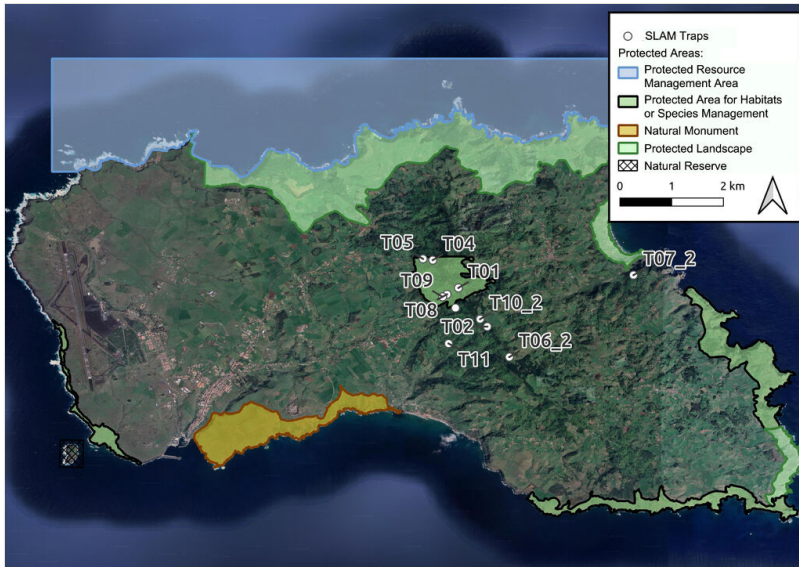 SLAM Traps
Protected Areas:
Protected Resource
Management Area
Protected Area for Habitats
or Species Management
Natural Monument
Protected Landscape
Natural Reserve
0 1 2 km
T05 T04
T07_2
T09 T01
T08 T10_2
T02
T11 T06_2